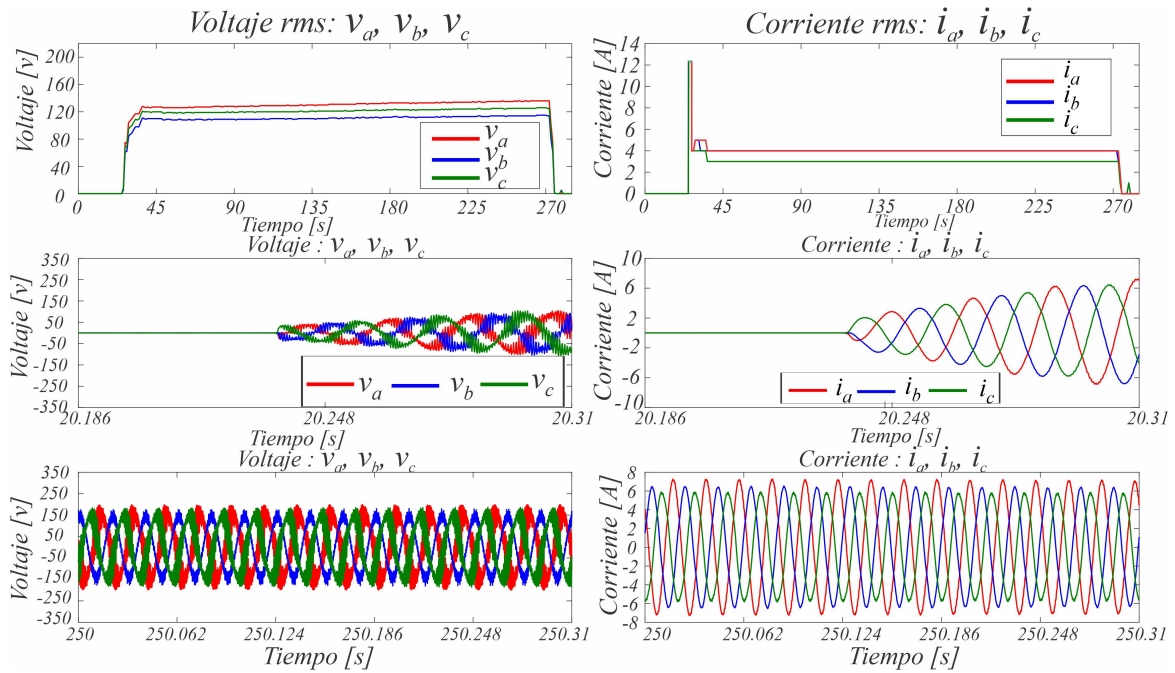 Voltaje rms: va, vb, vc
Voltaje [v]
200
160
120
80
40
0
va
vb
vc
0 45 90 135 180 225 270
Tiempo [s]
Corriente rms: ia, ib, ic
Corriente [A]
14
12
10
8
6
4
2
0
ia
ib
ic
0 45 90 135 180 225 270
Tiempo [s]
Voltaje : va, vb, vc
Voltaje [v]
350
250
150
50
-50
-150
-250
-350
va vb vc
20.186 20.248 20.31
Tiempo [s]
Corriente : ia, ib, ic
Corriente [A]
10
6
2
-2
-6
-10
ia ib ic
20.186 20.248 20.31
Tiempo [s]
Voltaje : va, vb, vc
Voltaje [v]
350
250
150
50
-50
-150
-250
-350
250 250.062 250.124 250.186 250.248 250.31
Tiempo [s]
Corriente : ia, ib, ic
Corriente [A]
8
6
4
2
0
-2
-4
-6
-8
250 250.062 250.124 250.186 250.248 250.31
Tiempo [s]